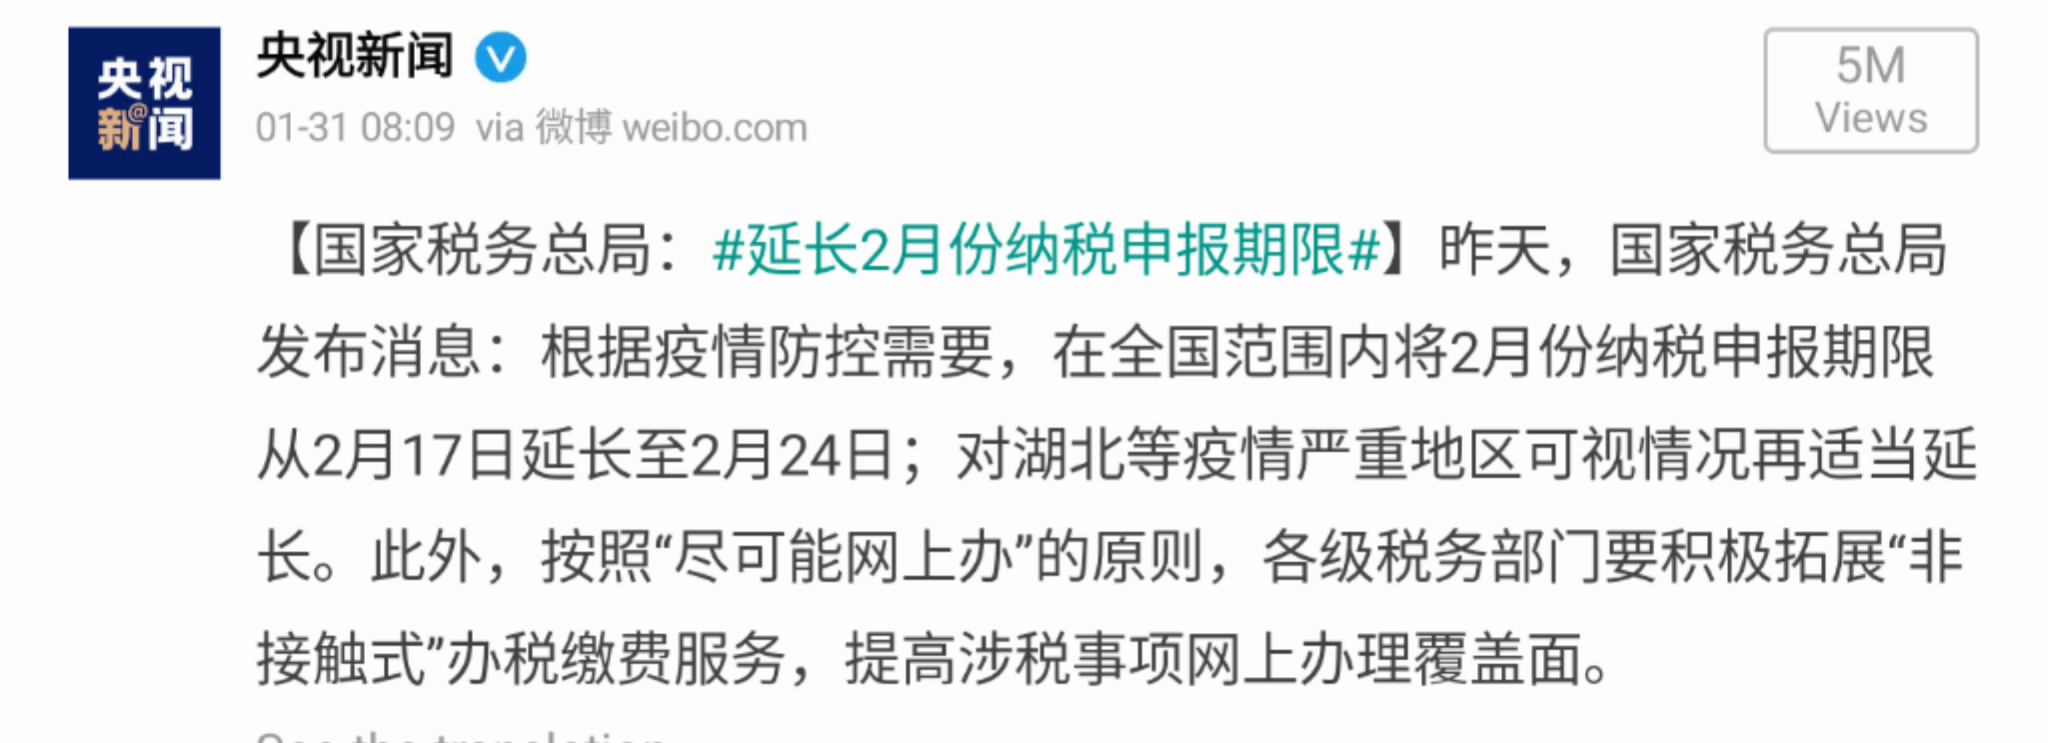 央视
新@闻
央视新闻
01-31 08:09 via 微博 weibo.com
5M
Views
【国家税务总局：#延长2月份纳税申报期限#】昨天，国家税务总局
发布消息：根据疫情防控需要，在全国范围内将2月份纳税申报期限
从2月17日延长至2月24日；对湖北等疫情严重地区可视情况再适当延
长。此外，按照“尽可能网上办”的原则，各级税务部门要积极拓展“非
接触式”办税缴费服务，提高涉税事项网上办理覆盖面。
See the translation